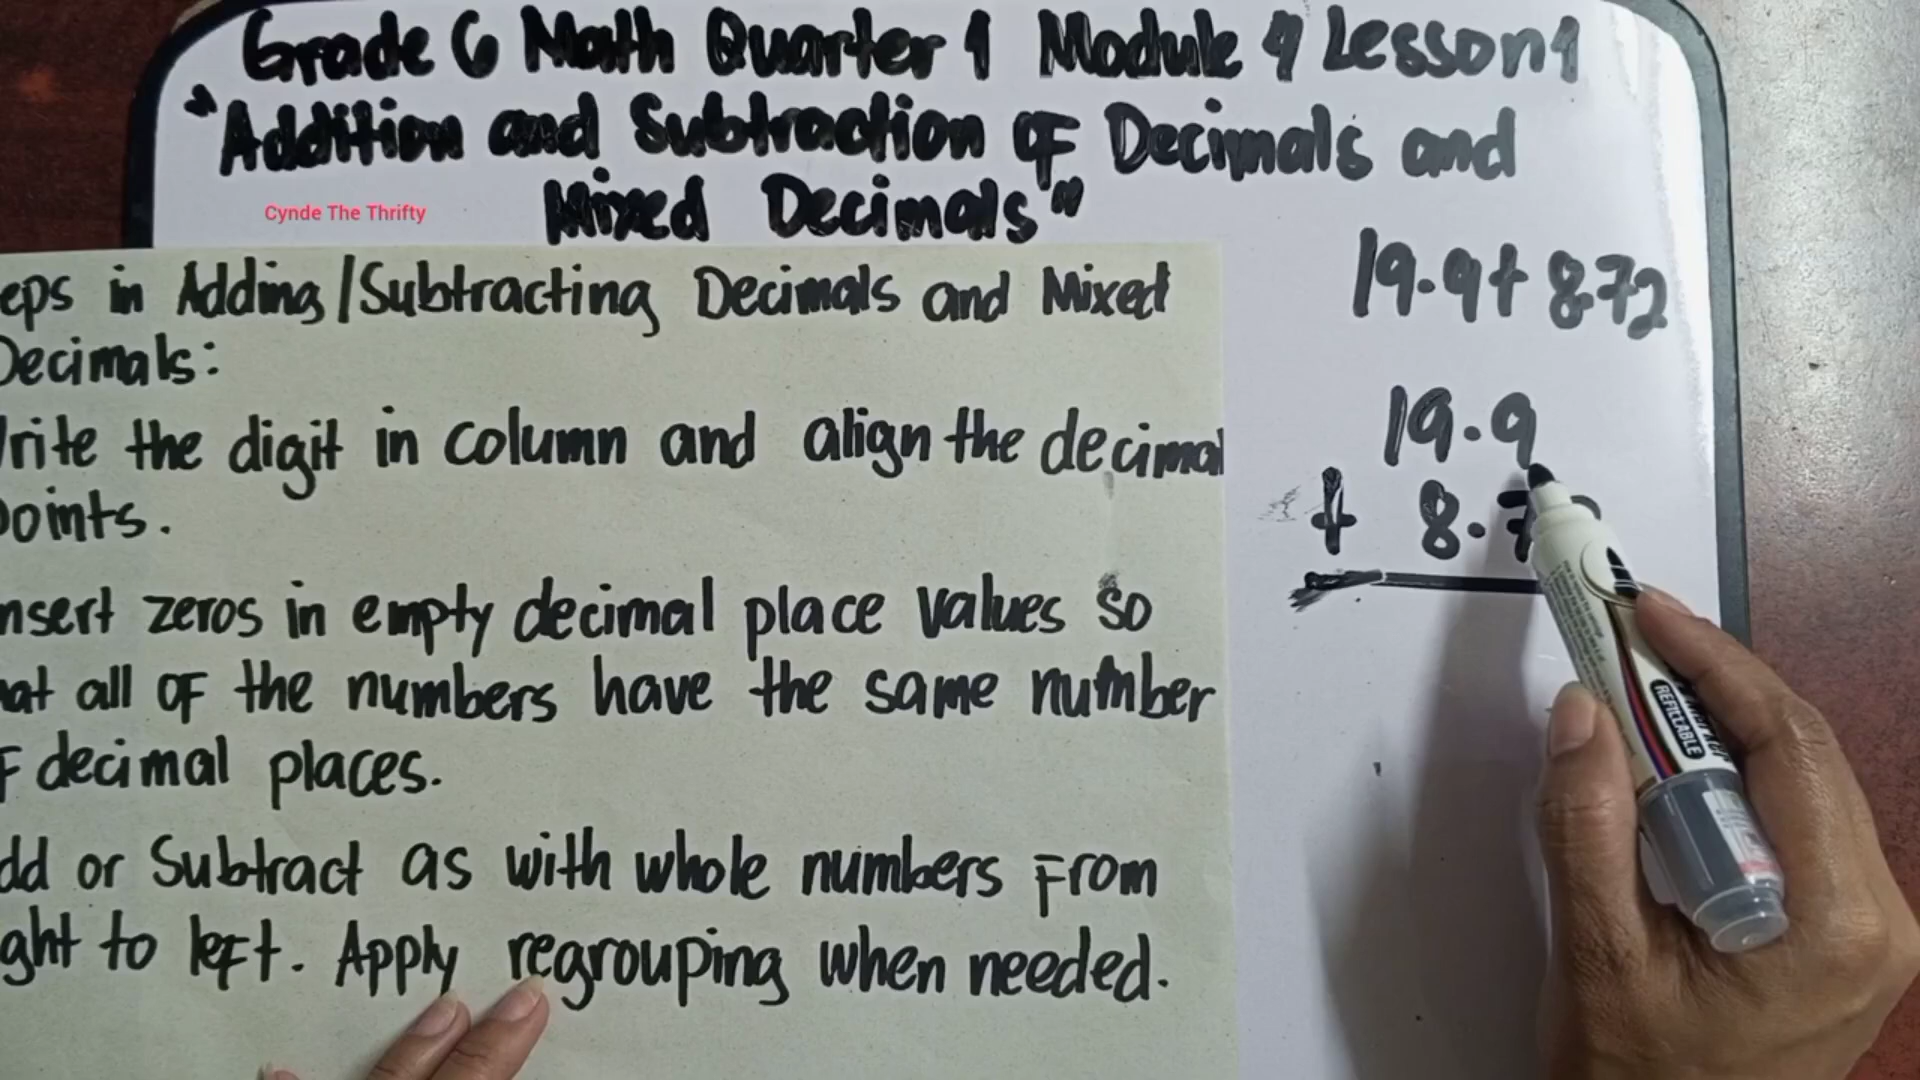 Grade 6 Math Quarter 1 Module 4 Lesson 1
"Addition and Subtraction of Decimals and
Mixed Decimals"
Cynde The Thrifty
eps in Adding/Subtracting Decimals and Mixed
Decimals:
rite the digit in column and align the decimal
points.
nsert zeros in empty decimal place values so
hat all of the numbers have the same number
f decimal places.
dd or Subtract as with whole numbers from
ght to left. Apply regrouping when needed.
19.9 + 8.72
19.9
+ 8.7
REFILLABLE